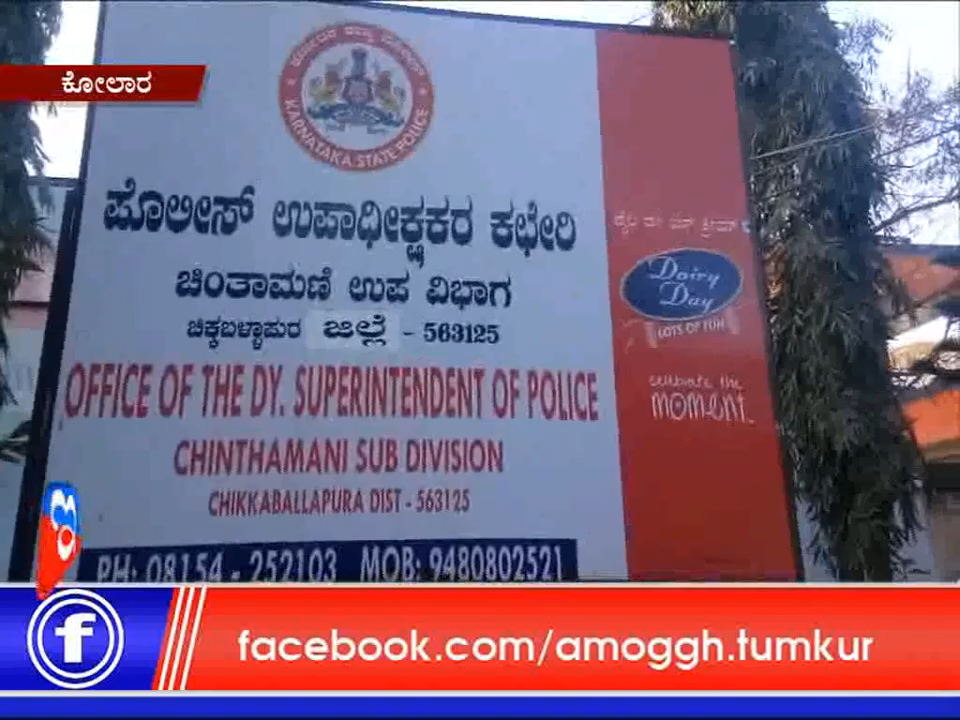 ಕೋಲಾರ
KARNATAKA STATE POLICE
ಪೊಲೀಸ್ ಉಪಾಧೀಕ್ಷಕರ ಕಛೇರಿ
ಚಿಂತಾಮಣಿ ಉಪ ವಿಭಾಗ
ಚಿಕ್ಕಬಳ್ಳಾಪುರ ಜಿಲ್ಲೆ - 563125
OFFICE OF THE DY. SUPERINTENDENT OF POLICE
CHINTHAMANI SUB DIVISION
CHIKKABALLAPURA DIST - 563125
PH: 08154 - 252103 MOB: 9480802521
Dairy
Day
LOTS OF FUN
celebrate the
moment
facebook.com/amoggh.tumkur